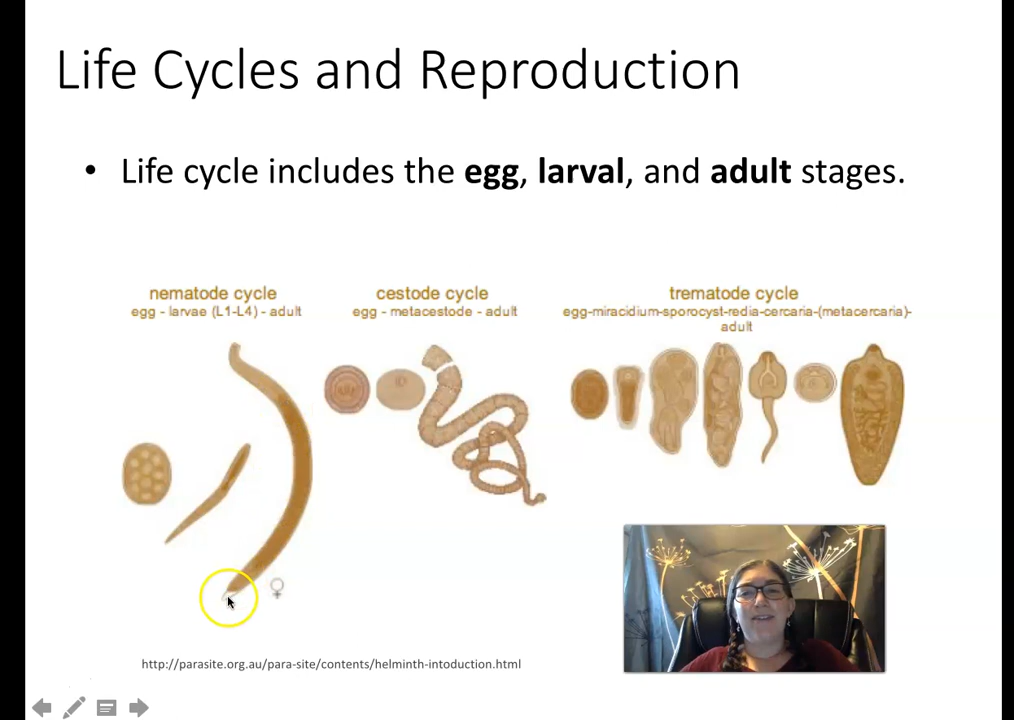 Life Cycles and Reproduction
• Life cycle includes the egg, larval, and adult stages.
nematode cycle
egg - larvae (L1-L4) - adult
cestode cycle
egg - metacestode - adult
trematode cycle
egg-miracidium-sporocyst-redia-cercaria-(metacercaria)-
adult
♀
http://parasite.org.au/para-site/contents/helminth-intoduction.html